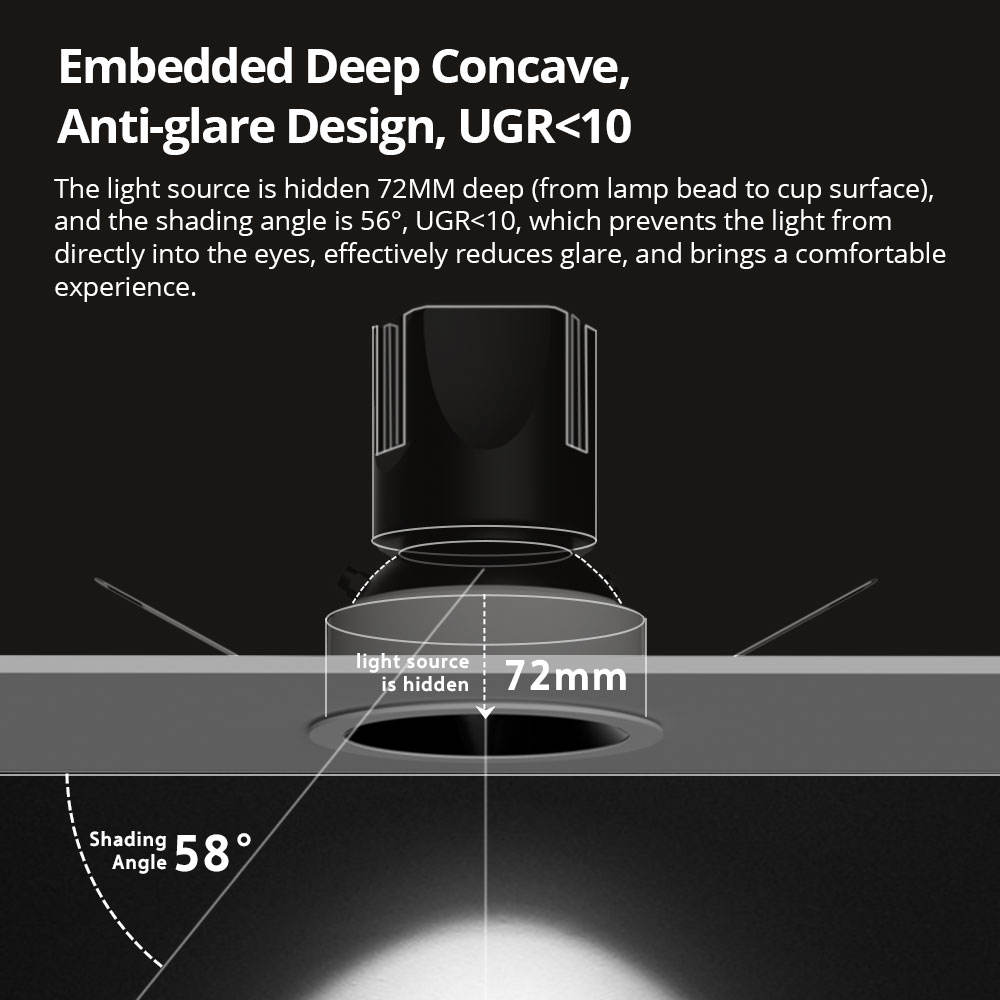 Embedded Deep Concave,
Anti-glare Design, UGR<10
The light source is hidden 72MM deep (from lamp bead to cup surface),
and the shading angle is 56°, UGR<10, which prevents the light from
directly into the eyes, effectively reduces glare, and brings a comfortable
experience.
light source
is hidden
72mm
Shading
Angle
58°